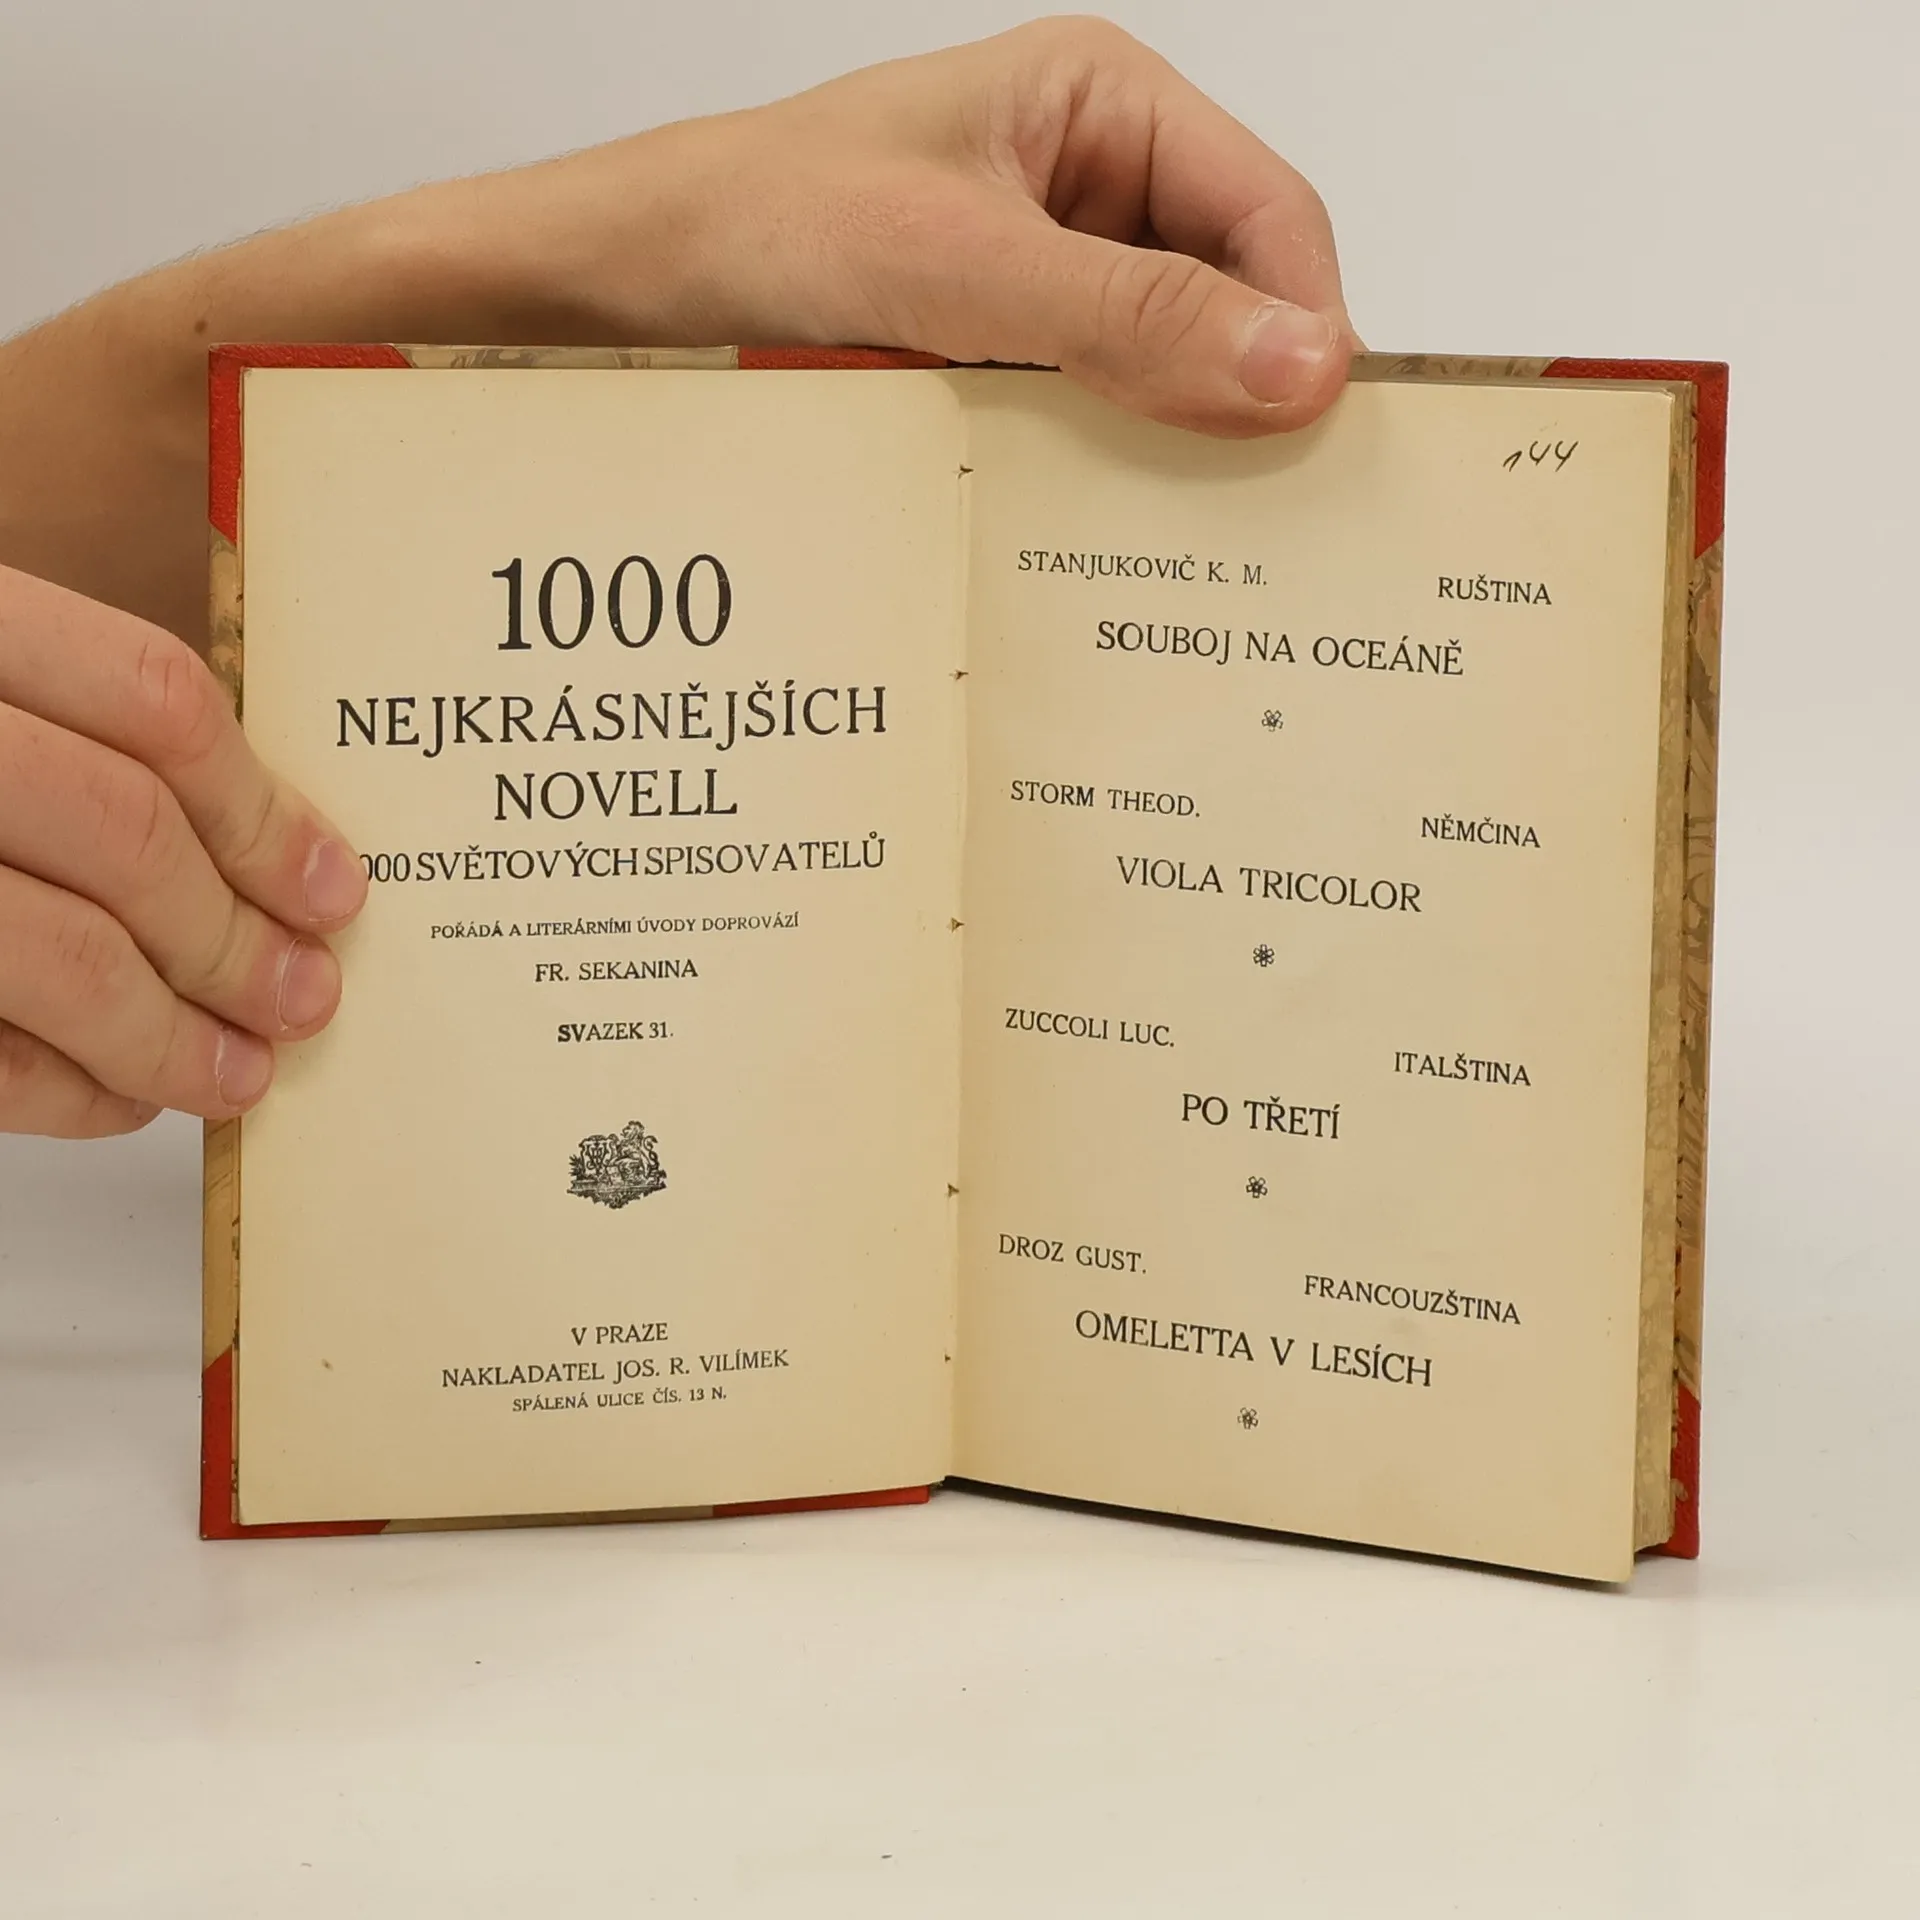 1000
NEJKRÁSNĚJŠÍCH
NOVELL
000 SVĚTOVÝCH SPISOVATELŮ
POŘÁDÁ A LITERÁRNÍMI ÚVODY DOPROVÁZÍ
FR. SEKANINA
SVAZEK 31.
V PRAZE
NAKLADATEL JOS. R. VILÍMEK
SPÁLENÁ ULICE ČÍS. 13 N.
144
STANJUKOVIČ K. M. RUŠTINA
SOUBOJ NA OCEÁNĚ
STORM THEOD. NĚMČINA
VIOLA TRICOLOR
ZUCCOLI LUC. ITALŠTINA
PO TŘETÍ
DROZ GUST. FRANCOUZŠTINA
OMELETTA V LESÍCH